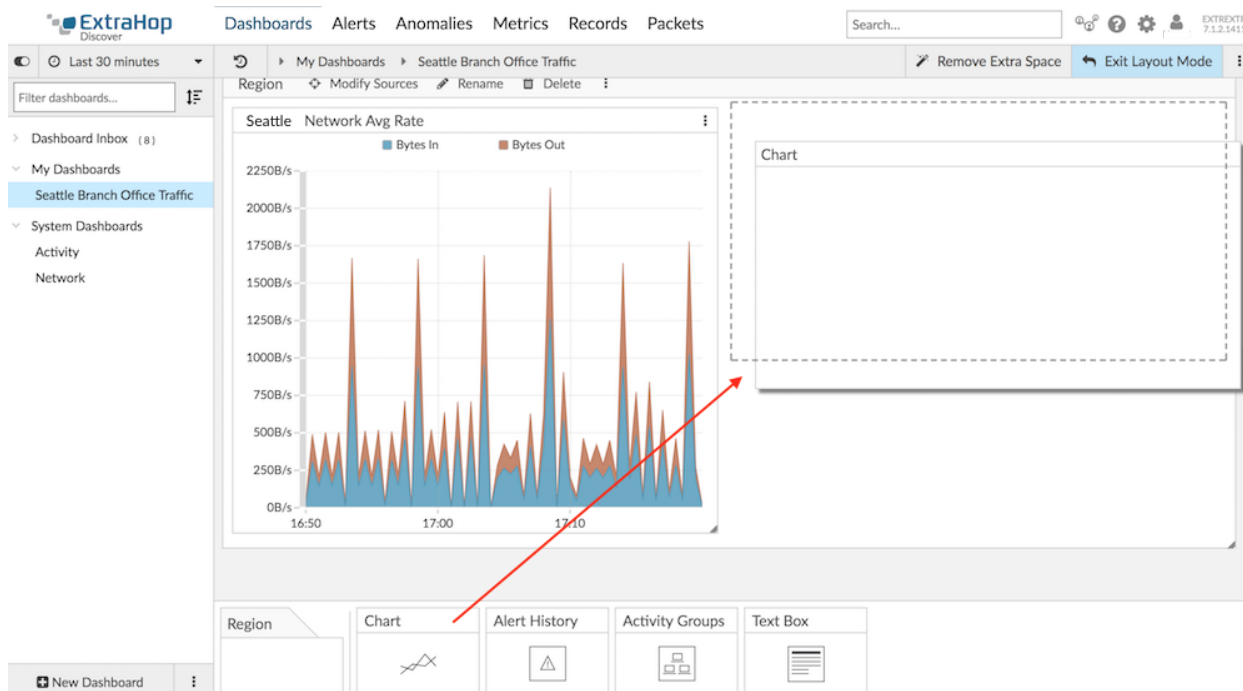 ExtraHop
Discover
Dashboards Alerts Anomalies Metrics Records Packets
Search...
7.1.2.141
Last 30 minutes
My Dashboards Seattle Branch Office Traffic
Remove Extra Space
Exit Layout Mode
Filter dashboards...
Dashboard Inbox (8)
My Dashboards
Seattle Branch Office Traffic
System Dashboards
Activity
Network
New Dashboard
Region Modify Sources Rename Delete
Seattle Network Avg Rate
Bytes In Bytes Out
2250B/s
2000B/s
1750B/s
1500B/s
1250B/s
1000B/s
750B/s
500B/s
250B/s
0B/s
16:50 17:00 17:10
Chart
Region
Chart
Alert History
Activity Groups
Text Box